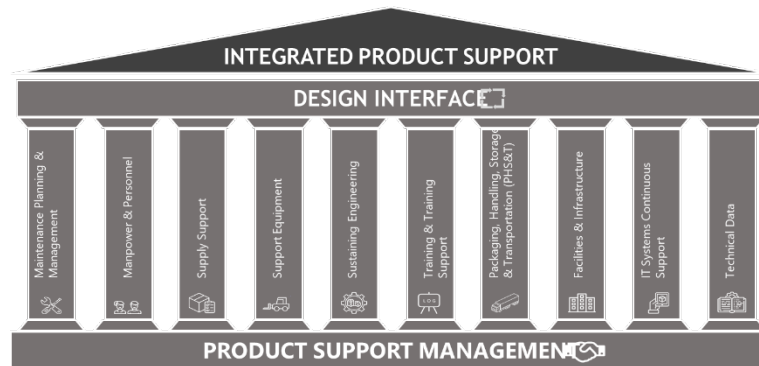 INTEGRATED PRODUCT SUPPORT
DESIGN INTERFACE
Maintenance Planning &
Management
Manpower & Personnel
Supply Support
Support Equipment
Sustaining Engineering
Training & Training
Support
Packaging, Handling, Storage
& Transportation (PHS&T)
Facilities & Infrastructure
IT Systems Continuous
Support
Technical Data
PRODUCT SUPPORT MANAGEMENT